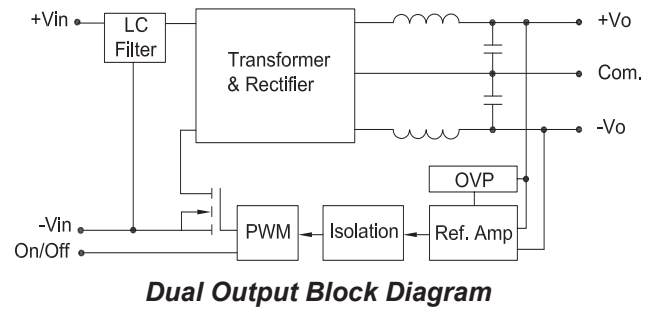 +Vin
LC
Filter
Transformer
& Rectifier
+Vo
Com.
-Vo
OVP
-Vin
On/Off
PWM
Isolation
Ref. Amp
Dual Output Block Diagram